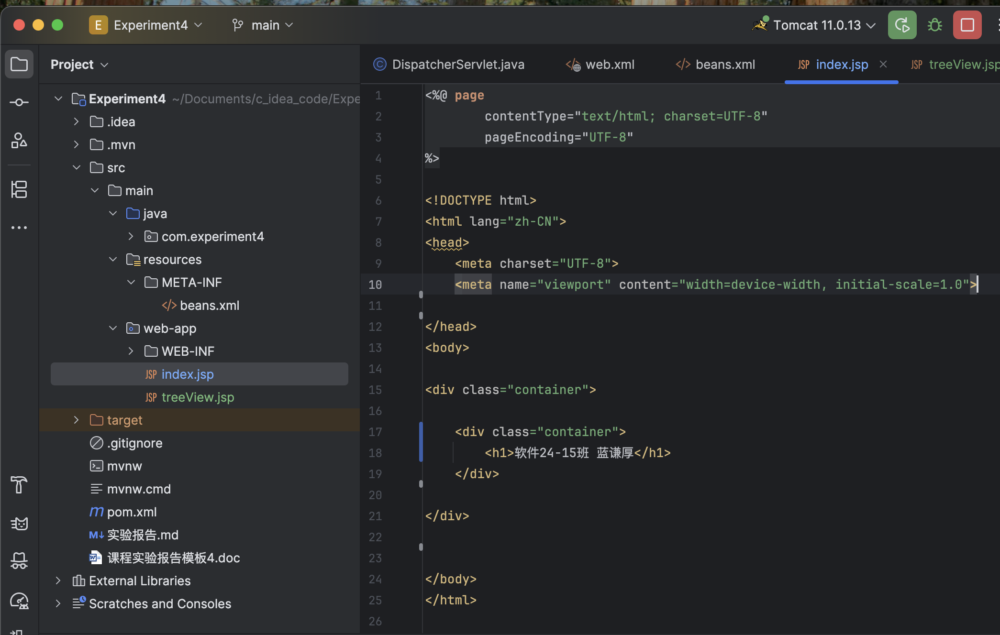 E Experiment4 main Tomcat 11.0.13
Project
Experiment4 ~/Documents/c_idea_code/Expe
.idea
.mvn
src
main
java
com.experiment4
resources
META-INF
</> beans.xml
web-app
WEB-INF
JSP index.jsp
JSP treeView.jsp
target
.gitignore
mvnw
mvnw.cmd
m pom.xml
M↓ 实验报告.md
W 课程实验报告模板4.doc
External Libraries
Scratches and Consoles
C DispatcherServlet.java </> web.xml </> beans.xml JSP index.jsp JSP treeView.jsp
1 <%@ page
2         contentType="text/html; charset=UTF-8"
3         pageEncoding="UTF-8"
4 %>
5
6 <!DOCTYPE html>
7 <html lang="zh-CN">
8 <head>
9     <meta charset="UTF-8">
10     <meta name="viewport" content="width=device-width, initial-scale=1.0">
11
12 </head>
13 <body>
14
15 <div class="container">
16
17     <div class="container">
18         <h1>软件24-15班 蓝谦厚</h1>
19     </div>
20
21 </div>
22
23
24 </body>
25 </html>
26